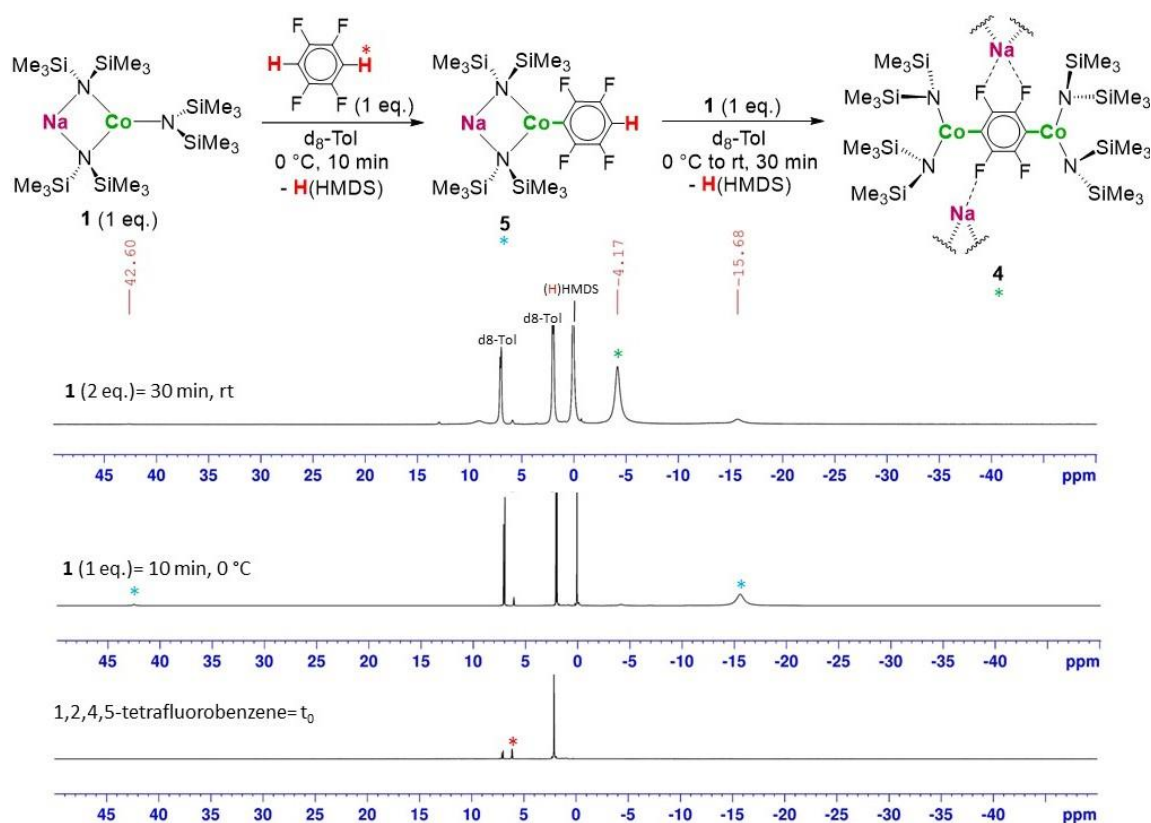 Me3Si SiMe3
N
Na Co N SiMe3
SiMe3
N
Me3Si SiMe3
1 (1 eq.)
F F *
H H
F F (1 eq.)
d8-Tol
0 °C, 10 min
- H(HMDS)
Me3Si SiMe3
N F F
Na Co H
N F F
Me3Si SiMe3
5
*
1 (1 eq.)
d8-Tol
0 °C to rt, 30 min
- H(HMDS)
Na
Me3Si SiMe3
Me3Si N F F N SiMe3
Co Co
Me3Si N F F N SiMe3
Me3Si SiMe3
Na
4
*
42.60
-4.17
-15.68
(H)HMDS
d8-Tol
d8-Tol
*
1 (2 eq.)= 30 min, rt
45 40 35 30 25 20 15 10 5 0 -5 -10 -15 -20 -25 -30 -35 -40 ppm
1 (1 eq.)= 10 min, 0 °C
* *
45 40 35 30 25 20 15 10 5 0 -5 -10 -15 -20 -25 -30 -35 -40 ppm
1,2,4,5-tetrafluorobenzene= t0
*
45 40 35 30 25 20 15 10 5 0 -5 -10 -15 -20 -25 -30 -35 -40 ppm